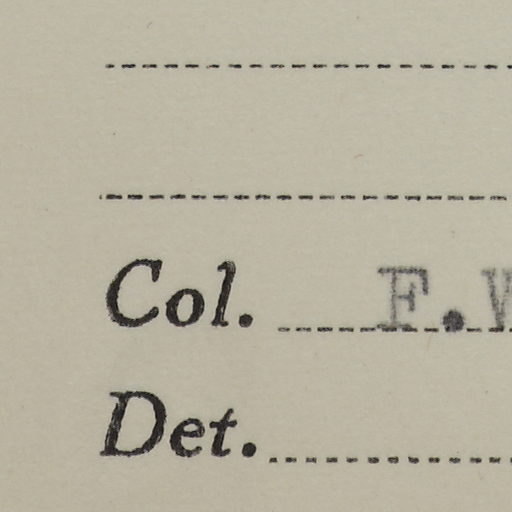 Col. F.
Det.